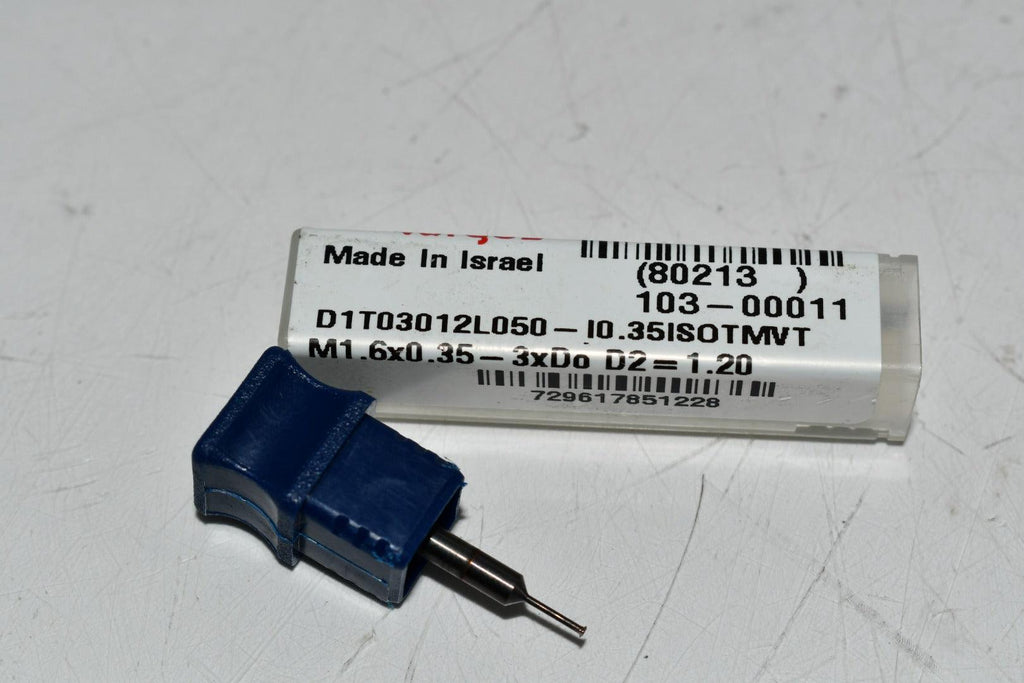 Made In Israel
(80213 )
103-00011
D1T03012L050-I0.35ISOTMVT
M1.6x0.35-3xDo D2=1.20
729617851228